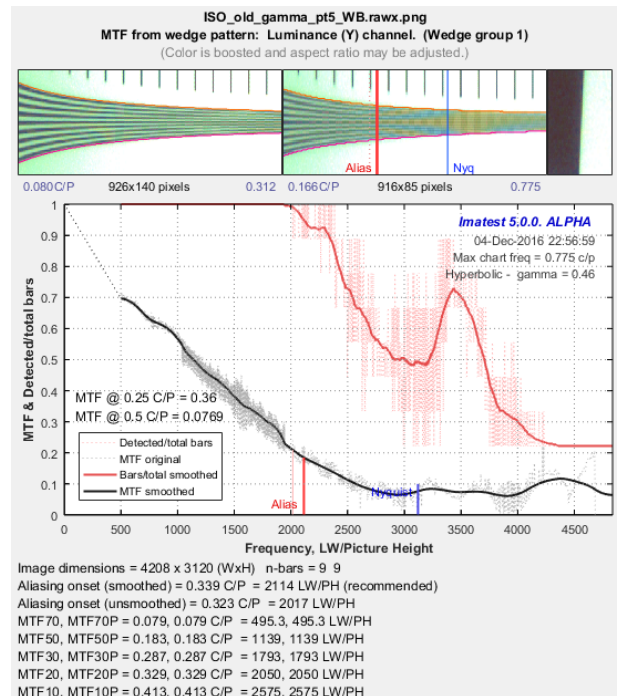 ISO_old_gamma_pt5_WB.rawx.png
MTF from wedge pattern:  Luminance (Y) channel.  (Wedge group 1)
(Color is boosted and aspect ratio may be adjusted.)
Alias
Nyq
0.080C/P 926x140 pixels 0.312 0.166C/P 916x85 pixels 0.775
Imatest 5.0.0. ALPHA
04-Dec-2016 22:56:59
Max chart freq = 0.775 c/p
Hyperbolic -  gamma = 0.46
MTF & Detected/total bars
1
0.9
0.8
0.7
0.6
0.5
0.4
0.3
0.2
0.1
0
MTF @ 0.25 C/P = 0.36
MTF @ 0.5 C/P = 0.0769
Detected/total bars
MTF original
Bars/total smoothed
MTF smoothed
Alias
Nyquist
0 500 1000 1500 2000 2500 3000 3500 4000 4500
Frequency, LW/Picture Height
Image dimensions = 4208 x 3120 (WxH)   n-bars = 9  9
Aliasing onset (smoothed) = 0.339 C/P  = 2114 LW/PH (recommended)
Aliasing onset (unsmoothed) = 0.323 C/P  = 2017 LW/PH
MTF70, MTF70P = 0.079, 0.079 C/P  = 495.3, 495.3 LW/PH
MTF50, MTF50P = 0.183, 0.183 C/P  = 1139, 1139 LW/PH
MTF30, MTF30P = 0.287, 0.287 C/P  = 1793, 1793 LW/PH
MTF20, MTF20P = 0.329, 0.329 C/P  = 2050, 2050 LW/PH
MTF10, MTF10P = 0.413, 0.413 C/P  = 2575, 2575 LW/PH